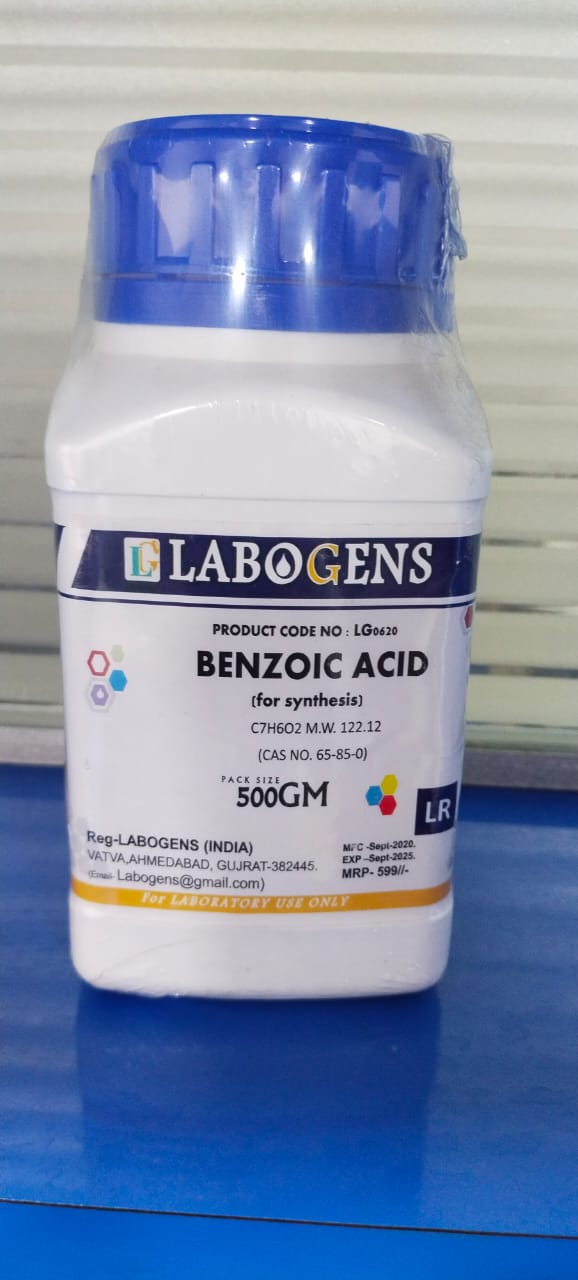 LG LABOGENS
PRODUCT CODE NO : LG0620
BENZOIC ACID
(for synthesis)
C7H6O2 M.W. 122.12
(CAS NO. 65-85-0)
PACK SIZE
500GM
LR
Reg-LABOGENS (INDIA)
VATVA,AHMEDABAD, GUJRAT-382445.
(Email- Labogens@gmail.com)
MFG -Sept-2020.
EXP -Sept-2025.
MRP- 599//-
For LABORATORY USE ONLY